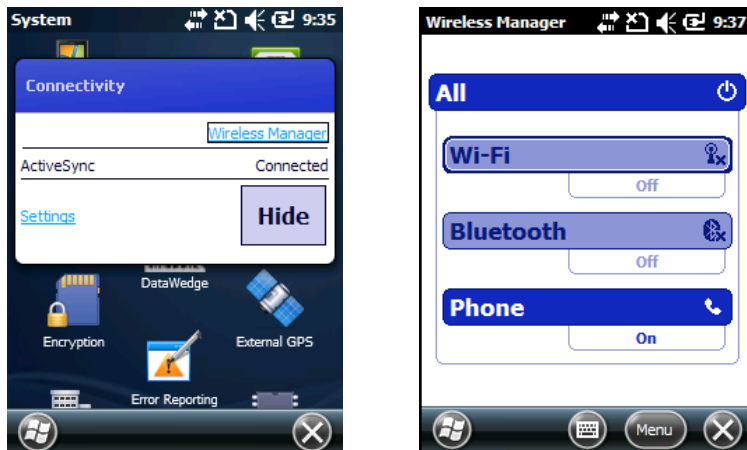 System 9:35
Connectivity
Wireless Manager
ActiveSync Connected
Settings Hide
DataWedge
Encryption External GPS
Error Reporting
Wireless Manager 9:37
All
Wi-Fi
Off
Bluetooth
Off
Phone
On
Menu